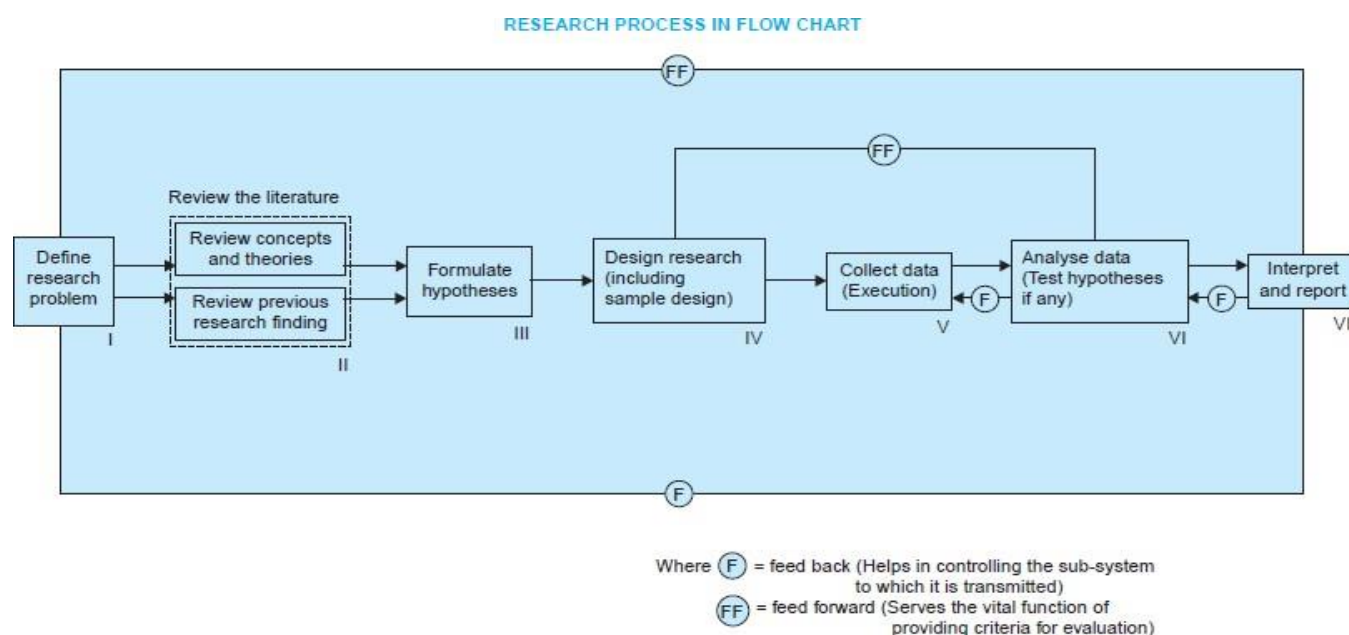 RESEARCH PROCESS IN FLOW CHART
FF
FF
Review the literature
Define
research
problem
I
Review concepts
and theories
Review previous
research finding
II
Formulate
hypotheses
III
Design research
(including
sample design)
IV
Collect data
(Execution)
V
F
Analyse data
(Test hypotheses
if any)
VI
F
Interpret
and report
VI
F
Where F = feed back (Helps in controlling the sub-system
to which it is transmitted)
FF = feed forward (Serves the vital function of
providing criteria for evaluation)